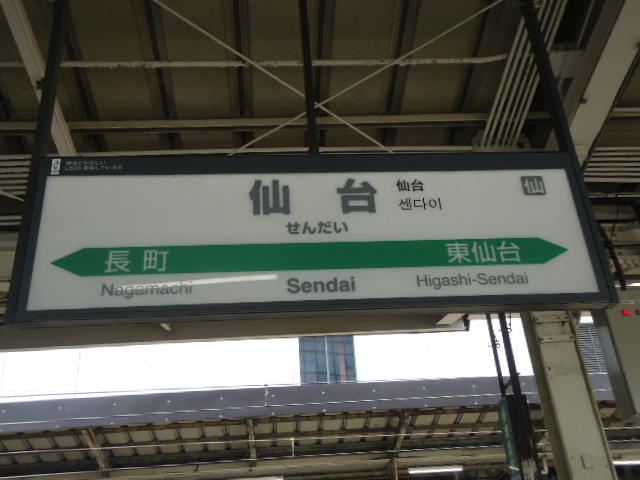 仙台
仙台
센다이
仙
せんだい
長町
東仙台
Nagamachi
Sendai
Higashi-Sendai